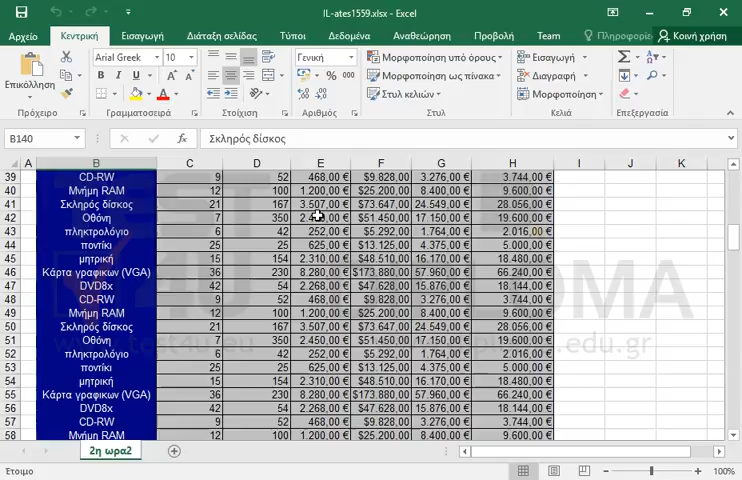 IL-ates1559.xlsx - Excel
Αρχείο Κεντρική Εισαγωγή Διάταξη σελίδας Τύποι Δεδομένα Αναθεώρηση Προβολή Team Πληροφορίες Κοινή χρήση
Επικόλληση Arial Greek 10 Γενική Μορφοποίηση υπό όρους Εισαγωγή
B I U A A % 000 Μορφοποίηση ως πίνακα Διαγραφή
Στυλ κελιών Μορφοποίηση
Πρόχειρο Γραμματοσειρά Στοίχιση Αριθμός Στυλ Κελιά Επεξεργασία
B140 fx Σκληρός δίσκος
A B C D E F G H I J K
39 CD-RW 9 52 468,00 € $9.828,00 3.276,00 € 3.744,00 €
40 Μνήμη RAM 12 100 1.200,00 € $25.200,00 8.400,00 € 9.600,00 €
41 Σκληρός δίσκος 21 167 3.507,00 € $73.647,00 24.549,00 € 28.056,00 €
42 Οθόνη 7 350 2.450,00 € $51.450,00 17.150,00 € 19.600,00 €
43 πληκτρολόγιο 6 42 252,00 € $5.292,00 1.764,00 € 2.016,00 €
44 ποντίκι 25 25 625,00 € $13.125,00 4.375,00 € 5.000,00 €
45 μητρική 15 154 2.310,00 € $48.510,00 16.170,00 € 18.480,00 €
46 Κάρτα γραφικων (VGA) 36 230 8.280,00 € $173.880,00 57.960,00 € 66.240,00 €
47 DVD8x 42 54 2.268,00 € $47.628,00 15.876,00 € 18.144,00 €
48 CD-RW 9 52 468,00 € $9.828,00 3.276,00 € 3.744,00 €
49 Μνήμη RAM 12 100 1.200,00 € $25.200,00 8.400,00 € 9.600,00 €
50 Σκληρός δίσκος 21 167 3.507,00 € $73.647,00 24.549,00 € 28.056,00 €
51 Οθόνη 7 350 2.450,00 € $51.450,00 17.150,00 € 19.600,00 €
52 πληκτρολόγιο 6 42 252,00 € $5.292,00 1.764,00 € 2.016,00 €
53 ποντίκι 25 25 625,00 € $13.125,00 4.375,00 € 5.000,00 €
54 μητρική 15 154 2.310,00 € $48.510,00 16.170,00 € 18.480,00 €
55 Κάρτα γραφικων (VGA) 36 230 8.280,00 € $173.880,00 57.960,00 € 66.240,00 €
56 DVD8x 42 54 2.268,00 € $47.628,00 15.876,00 € 18.144,00 €
57 CD-RW 9 52 468,00 € $9.828,00 3.276,00 € 3.744,00 €
58 Μνήμη RAM 12 100 1.200,00 € $25.200,00 8.400,00 € 9.600,00 €
2η ωρα2
Έτοιμο 100%